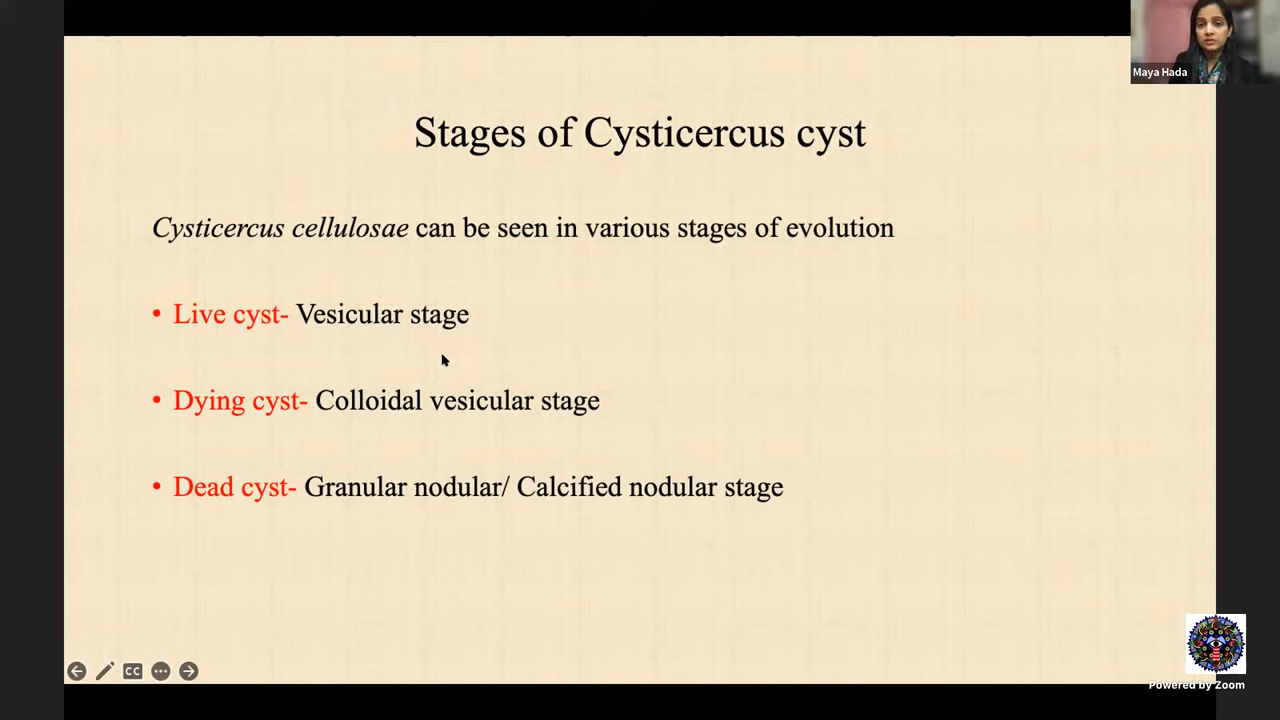 Maya Hada
Stages of Cysticercus cyst
Cysticercus cellulosae can be seen in various stages of evolution
• Live cyst- Vesicular stage
• Dying cyst- Colloidal vesicular stage
• Dead cyst- Granular nodular/ Calcified nodular stage
CC
Powered by Zoom